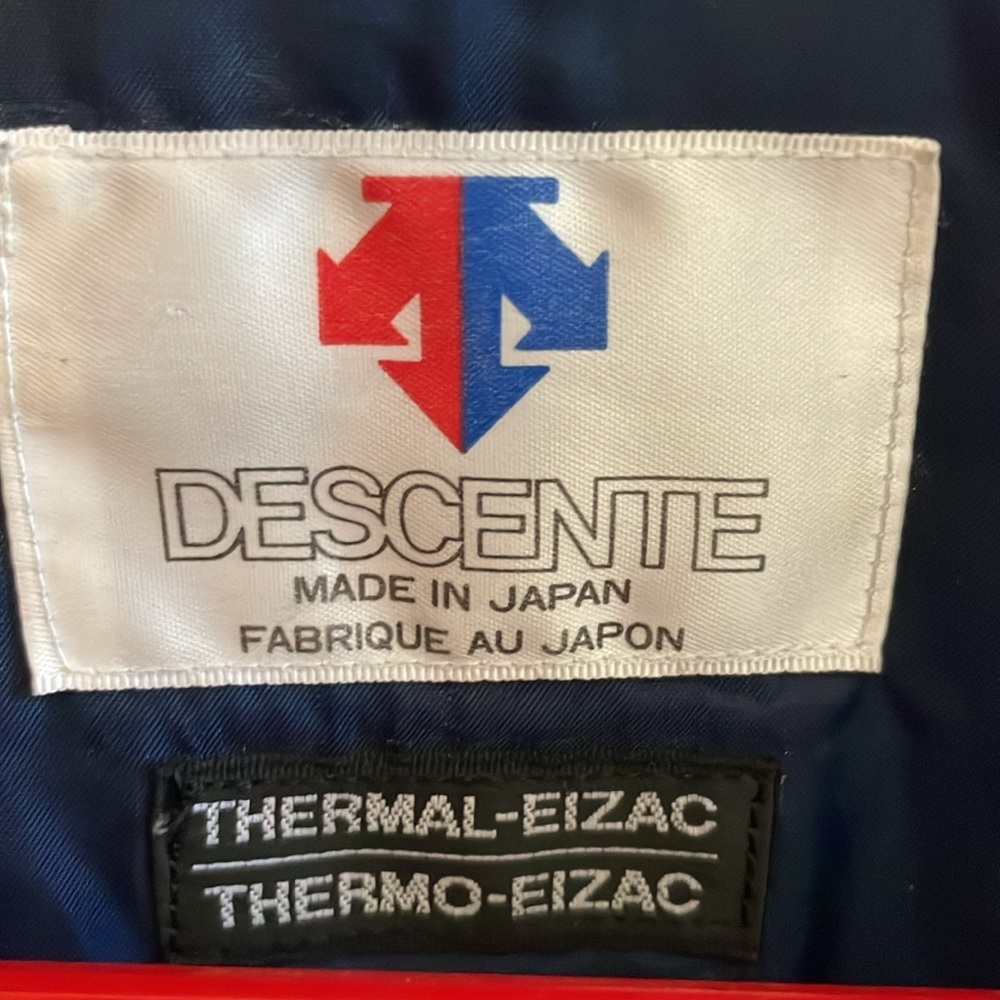 DESCENTE
MADE IN JAPAN
FABRIQUE AU JAPON
THERMAL-EIZAC
THERMO-EIZAC